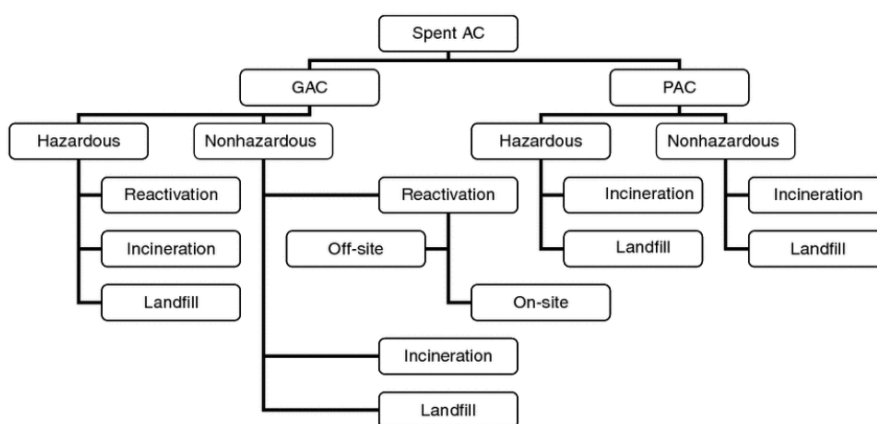 Spent AC
GAC
PAC
Hazardous
Nonhazardous
Hazardous
Nonhazardous
Reactivation
Reactivation
Incineration
Incineration
Incineration
Off-site
Landfill
Landfill
Landfill
On-site
Incineration
Landfill